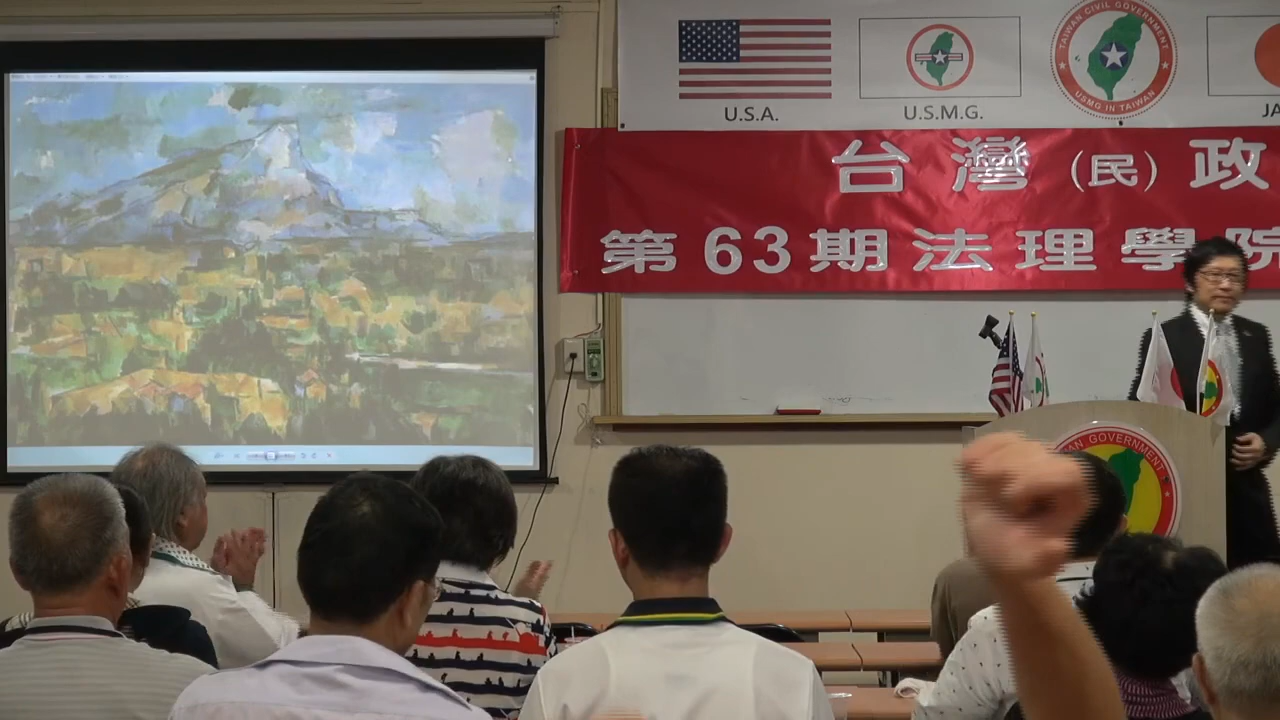 U.S.A.
U.S.M.G.
TAIWAN CIVIL GOVERNMENT
USMG IN TAIWAN
JA
台灣(民)政
第63期法理學院
GOVERNMENT